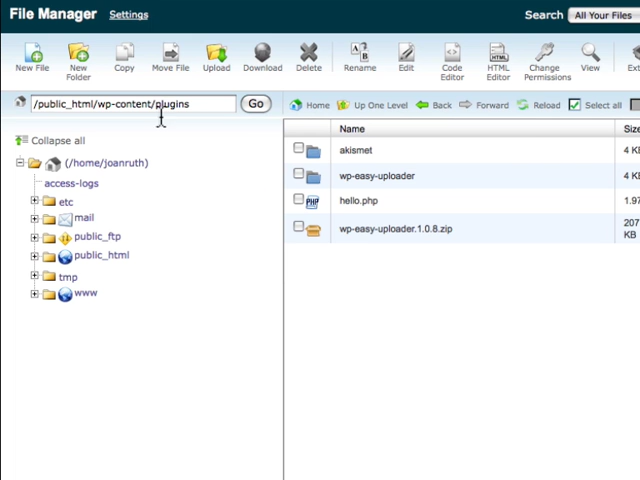 File Manager Settings Search All Your Files
New File New Folder Copy Move File Upload Download Delete Rename Edit Code Editor HTML Editor Change Permissions View
/public_html/wp-content/plugins Go Home Up One Level Back Forward Reload Select all
Collapse all Name
(/home/joanruth) akismet 4
access-logs wp-easy-uploader 4
etc hello.php 1.9
mail wp-easy-uploader.1.0.8.zip 207 KB
public_ftp
public_html
tmp
www